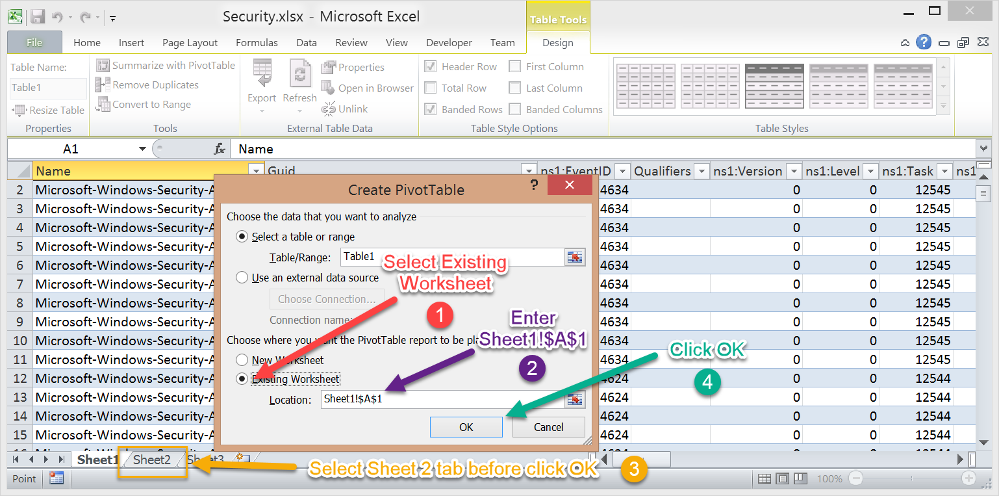 Security.xlsx - Microsoft Excel
Table Tools
File Home Insert Page Layout Formulas Data Review View Developer Team Design
Table Name:
Table1
Resize Table
Properties
Summarize with PivotTable
Remove Duplicates
Convert to Range
Tools
Export
Refresh
Properties
Open in Browser
Unlink
External Table Data
Header Row
First Column
Total Row
Last Column
Banded Rows
Banded Columns
Table Style Options
Table Styles
A1 fx Name
Name Guid ns1:EventID Qualifiers ns1:Version ns1:Level ns1:Task ns1
2 Microsoft-Windows-Security-A 4634 0 0 12545
3 Microsoft-Windows-Security-A 4634 0 0 12545
4 Microsoft-Windows-Security-A 4634 0 0 12545
5 Microsoft-Windows-Security-A 4634 0 0 12545
6 Microsoft-Windows-Security-A 4634 0 0 12545
7 Microsoft-Windows-Security-A 4634 0 0 12545
8 Microsoft-Windows-Security-A 4634 0 0 12545
9 Microsoft-Windows-Security-A 4634 0 0 12545
10 Microsoft-Windows-Security-A 4634 0 0 12545
11 Microsoft-Windows-Security-A 4634 0 0 12545
12 Microsoft-Windows-Security-A 4624 0 0 12544
13 Microsoft-Windows-Security-A 4624 0 0 12544
14 Microsoft-Windows-Security-A 4624 0 0 12544
15 Microsoft-Windows-Security-A 4624 0 0 12544
Create PivotTable
?
Choose the data that you want to analyze
Select a table or range
Table/Range: Table1
Use an external data source
Choose Connection...
Connection name:
Choose where you want the PivotTable report to be pla
New Worksheet
Existing Worksheet
Location: Sheet1!$A$1
OK Cancel
Select Existing
Worksheet
1
Enter
Sheet1!$A$1
2
Click OK
4
Sheet1 Sheet2 Sheet3
Select Sheet 2 tab before click OK 3
Point
100%